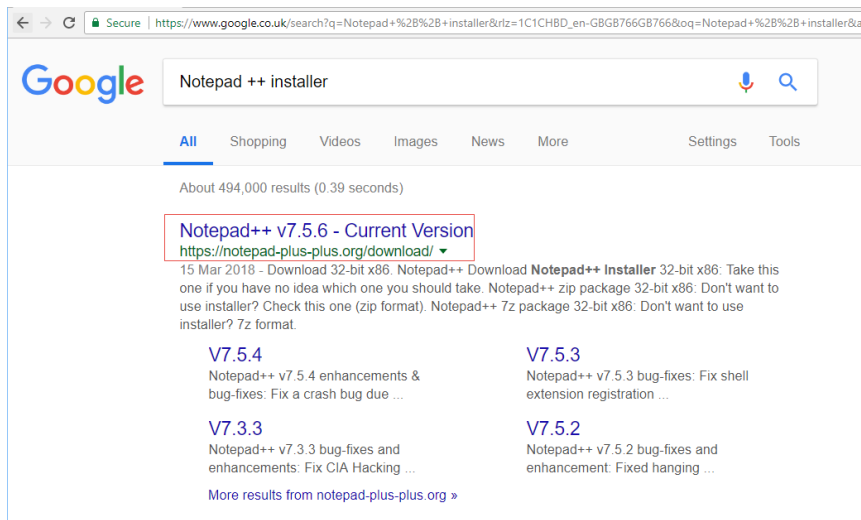 Secure | https://www.google.co.uk/search?q=Notepad+%2B%2B+installer&rlz=1C1CHBD_en-GBGB766GB766&oq=Notepad+%2B%2B+installer&a
Google
Notepad ++ installer
All Shopping Videos Images News More Settings Tools
About 494,000 results (0.39 seconds)
Notepad++ v7.5.6 - Current Version
https://notepad-plus-plus.org/download/
15 Mar 2018 - Download 32-bit x86. Notepad++ Download Notepad++ Installer 32-bit x86: Take this
one if you have no idea which one you should take. Notepad++ zip package 32-bit x86: Don't want to
use installer? Check this one (zip format). Notepad++ 7z package 32-bit x86: Don't want to use
installer? 7z format.
V7.5.4
Notepad++ v7.5.4 enhancements &
bug-fixes: Fix a crash bug due ...
V7.5.3
Notepad++ v7.5.3 bug-fixes: Fix shell
extension registration ...
V7.3.3
Notepad++ v7.3.3 bug-fixes and
enhancements: Fix CIA Hacking ...
V7.5.2
Notepad++ v7.5.2 bug-fixes and
enhancement: Fixed hanging ...
More results from notepad-plus-plus.org »